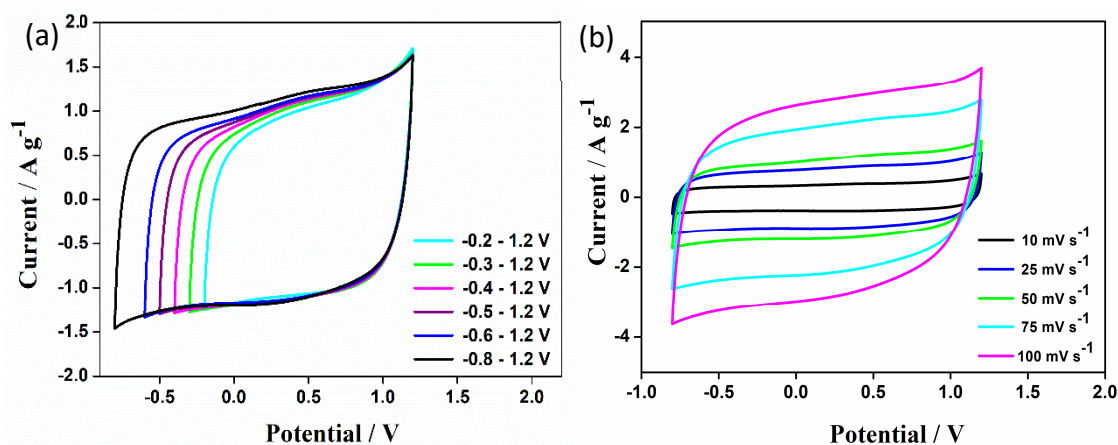 (a)
Current / A g-1
2.0
1.5
1.0
0.5
0.0
-0.5
-1.0
-1.5
-2.0
-0.2 - 1.2 V
-0.3 - 1.2 V
-0.4 - 1.2 V
-0.5 - 1.2 V
-0.6 - 1.2 V
-0.8 - 1.2 V
-0.5 0.0 0.5 1.0 1.5 2.0
Potential / V
(b)
Current / A g-1
4
2
0
-2
-4
10 mV s-1
25 mV s-1
50 mV s-1
75 mV s-1
100 mV s-1
-1.0 -0.5 0.0 0.5 1.0 1.5 2.0
Potential / V